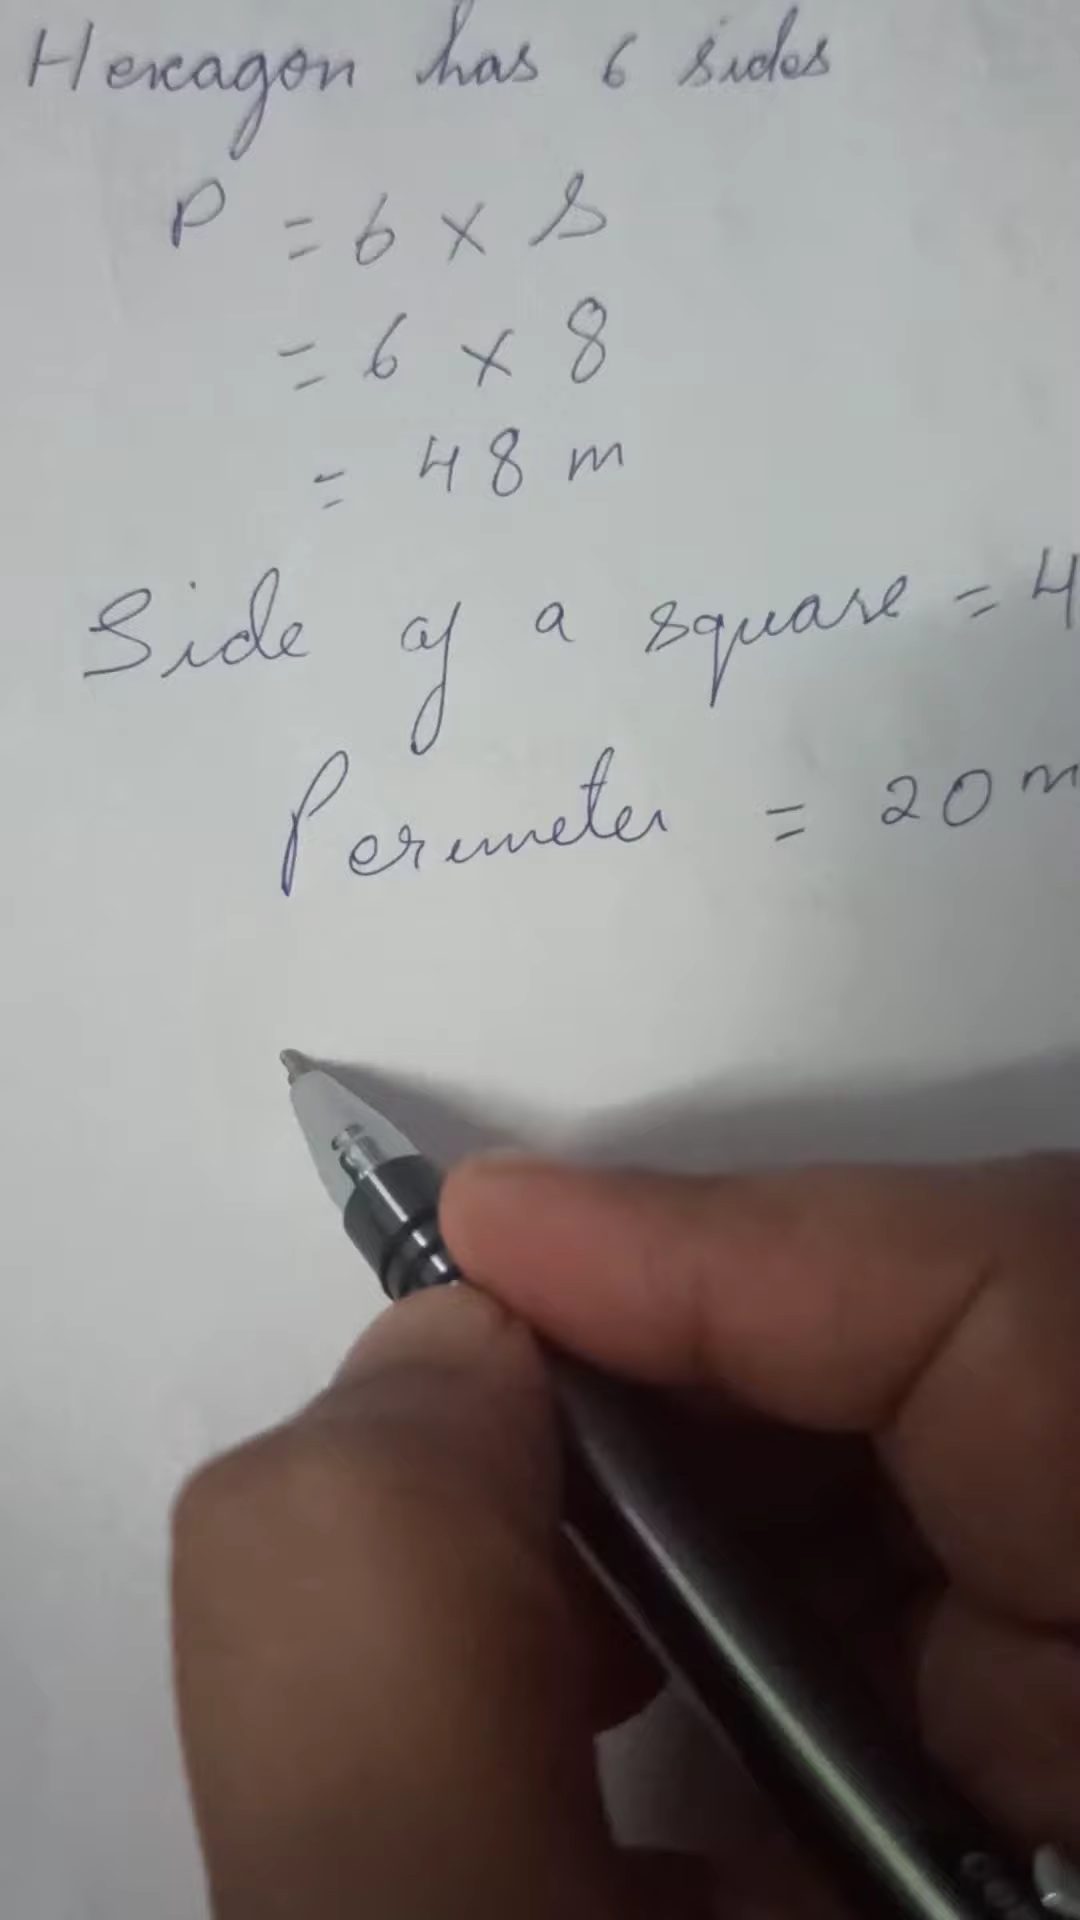 Hexagon has 6 sides
P = 6 × s
= 6 × 8
= 48 m
Side of a square = 4
Perimeter = 20 m